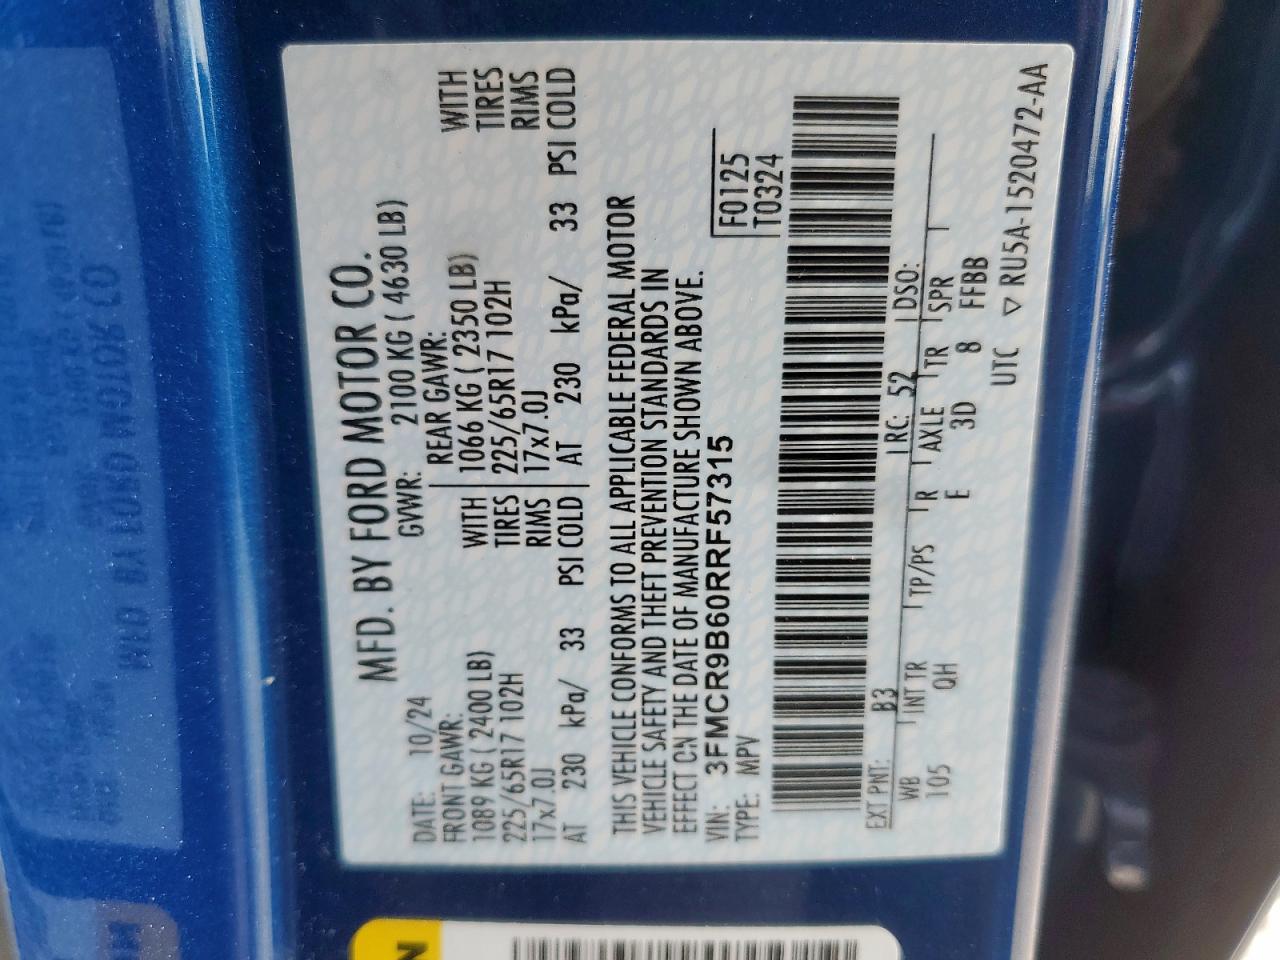 MFD. BY FORD MOTOR CO.
DATE: 10/24 GVWR: 2100 KG ( 4630 LB)
FRONT GAWR: REAR GAWR:
1089 KG ( 2400 LB) WITH 1066 KG ( 2350 LB) WITH
225/65R17 102H TIRES 225/65R17 102H TIRES
17x7.0J RIMS 17x7.0J RIMS
AT 230 kPa/ 33 PSI COLD AT 230 kPa/ 33 PSI COLD
THIS VEHICLE CONFORMS TO ALL APPLICABLE FEDERAL MOTOR
VEHICLE SAFETY AND THEFT PREVENTION STANDARDS IN
EFFECT ON THE DATE OF MANUFACTURE SHOWN ABOVE.
VIN: 3FMCR9B60RRF57315 F0125
TYPE: MPV T0324
EXT PNT: B3 RC: 52 DSO:
WB INT TR TP/PS R AXLE TR SPR
105 QH E 3D 8 FFBB
UTC ▽ RU5A-1520472-AA
N